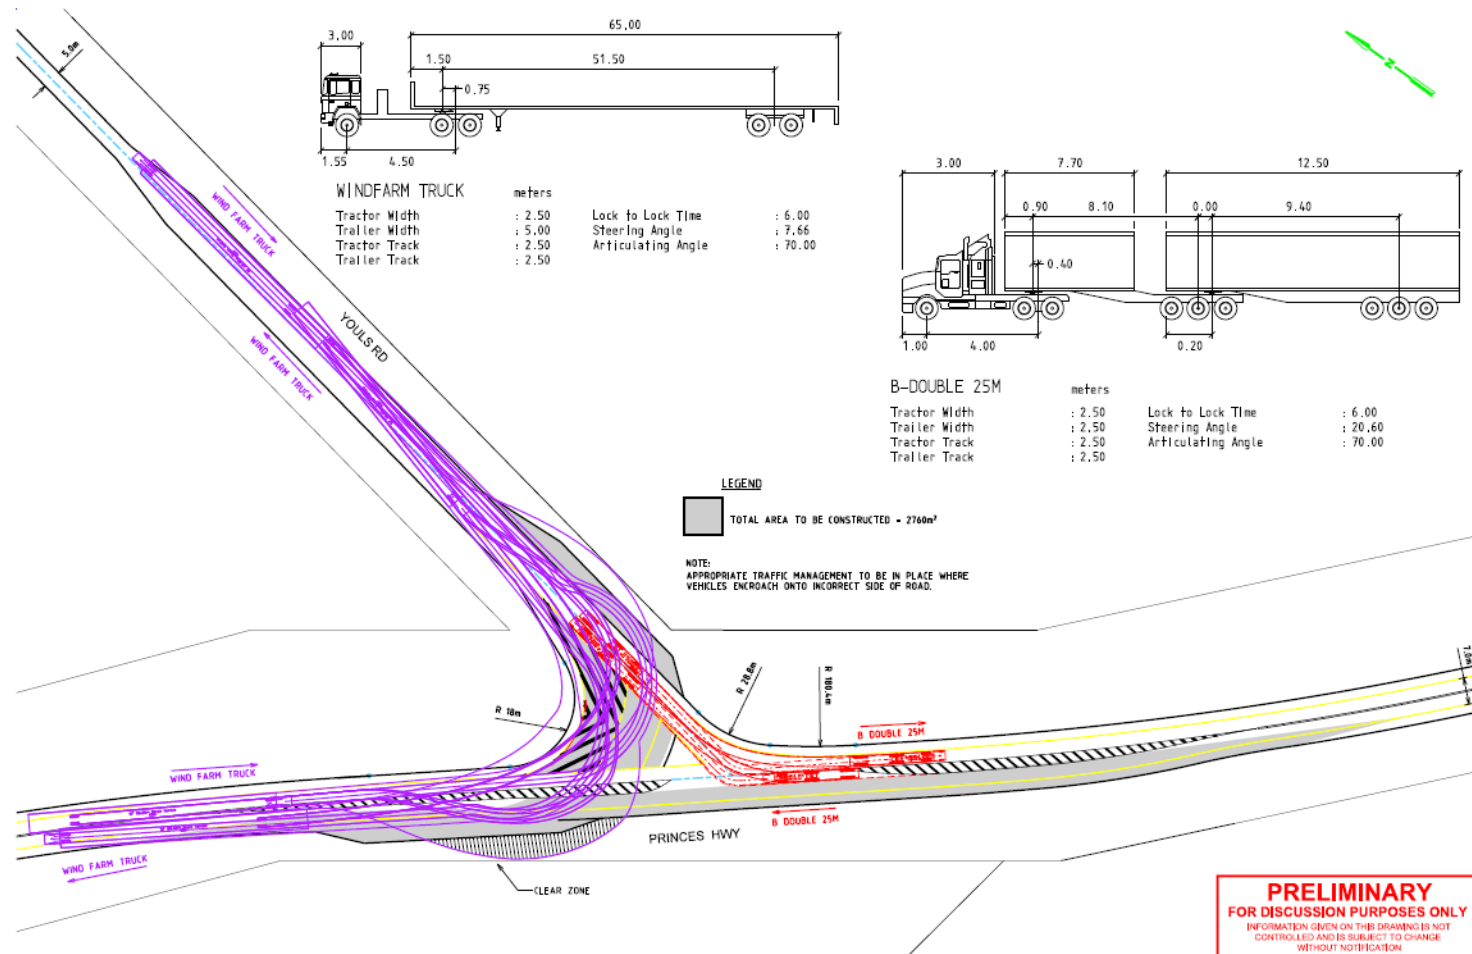 65.00
3.00
1.50
51.50
0.75
1.55
4.50
5.0m
N
WINDFARM TRUCK
meters
Tractor Width : 2.50 Lock to Lock Time : 6.00
Trailer Width : 5.00 Steering Angle : 7.66
Tractor Track : 2.50 Articulating Angle : 70.00
Trailer Track : 2.50
3.00
7.70
12.50
0.90
8.10
0.00
9.40
0.40
1.00
4.00
0.20
B-DOUBLE 25M
meters
Tractor Width : 2.50 Lock to Lock Time : 6.00
Trailer Width : 2.50 Steering Angle : 20.60
Tractor Track : 2.50 Articulating Angle : 70.00
Trailer Track : 2.50
WIND FARM TRUCK
YOULS RD
WIND FARM TRUCK
LEGEND
TOTAL AREA TO BE CONSTRUCTED = 2760m²
NOTE:
APPROPRIATE TRAFFIC MANAGEMENT TO BE IN PLACE WHERE
VEHICLES ENCROACH ONTO INCORRECT SIDE OF ROAD.
R 18m
R 28.8m
R 180.4m
7.0m
B DOUBLE 25M
WIND FARM TRUCK
B DOUBLE 25M
PRINCES HWY
WIND FARM TRUCK
CLEAR ZONE
PRELIMINARY
FOR DISCUSSION PURPOSES ONLY
INFORMATION GIVEN ON THIS DRAWING IS NOT
CONTROLLED AND IS SUBJECT TO CHANGE
WITHOUT NOTIFICATION